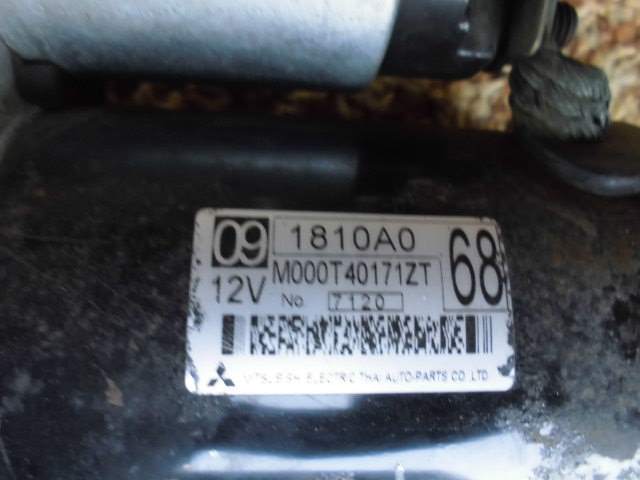 09 1810A0 68
12V M000T40171ZT
No 7120
MITSUBISHI ELECTRIC THAI AUTO-PARTS CO. LTD.